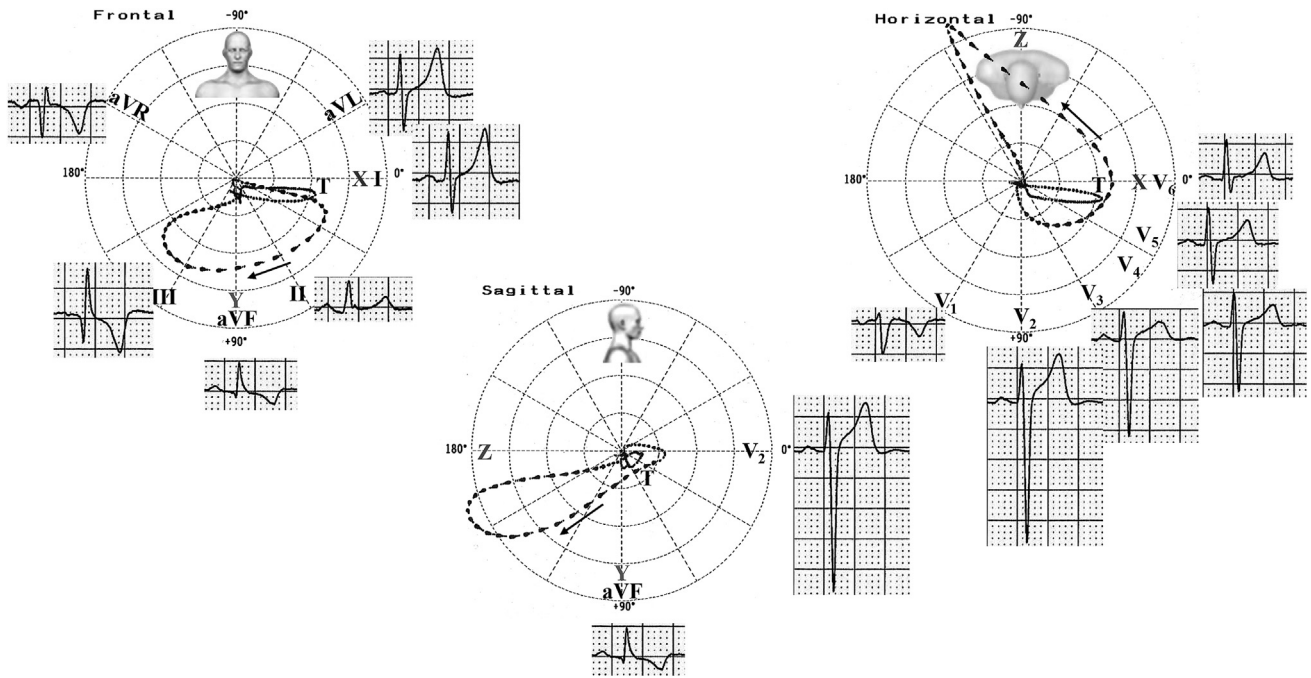 Frontal
-90°
aVR
aVL
180°
T
X I
0°
III
Y
II
aVF
+90°
Sagittal
-90°
180°
Z
V2
0°
T
Y
aVF
+90°
Horizontal
-90°
Z
180°
T
X V6
0°
V5
V4
V3
V1
V2
+90°